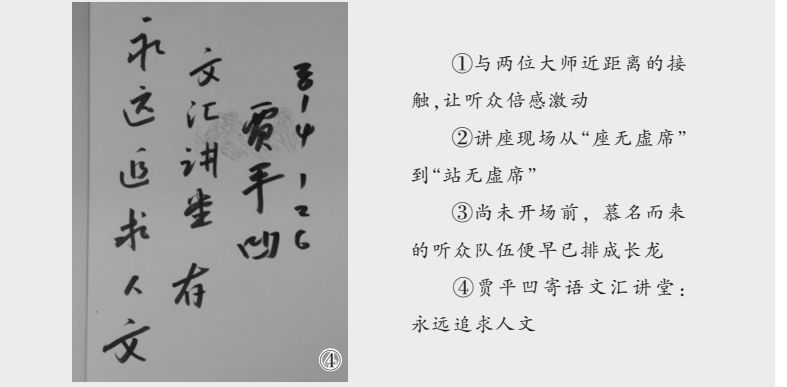 永远追求人文
文汇讲堂 存
贾平凹
④
①与两位大师近距离的接
触,让听众倍感激动
②讲座现场从“座无虚席”
到“站无虚席”
③尚未开场前，慕名而来
的听众队伍便早已排成长龙
④贾平凹寄语文汇讲堂：
永远追求人文